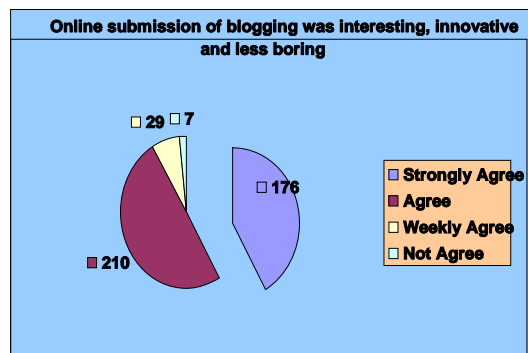 Online submission of blogging was interesting, innovative
and less boring
29
7
176
210
Strongly Agree
Agree
Weekly Agree
Not Agree